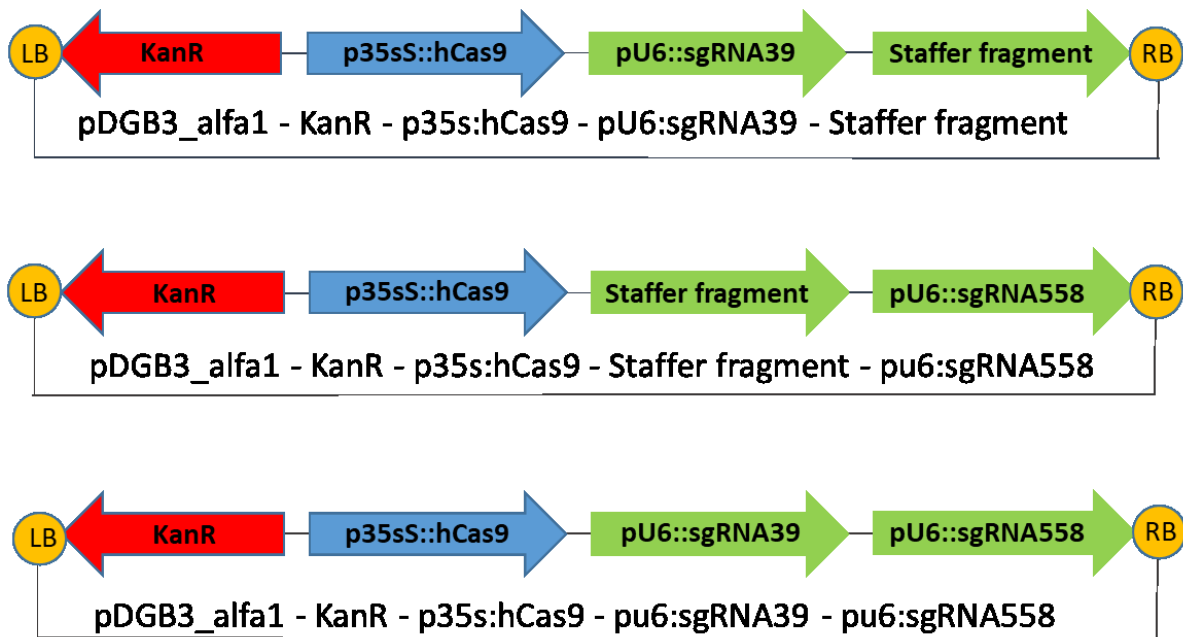 LB KanR p35sS::hCas9 pU6::sgRNA39 Staffer fragment RB
pDGB3_alfa1 - KanR - p35s:hCas9 - pU6:sgRNA39 - Staffer fragment
LB KanR p35sS::hCas9 Staffer fragment pU6::sgRNA558 RB
pDGB3_alfa1 - KanR - p35s:hCas9 - Staffer fragment - pu6:sgRNA558
LB KanR p35sS::hCas9 pU6::sgRNA39 pU6::sgRNA558 RB
pDGB3_alfa1 - KanR - p35s:hCas9 - pu6:sgRNA39 - pu6:sgRNA558